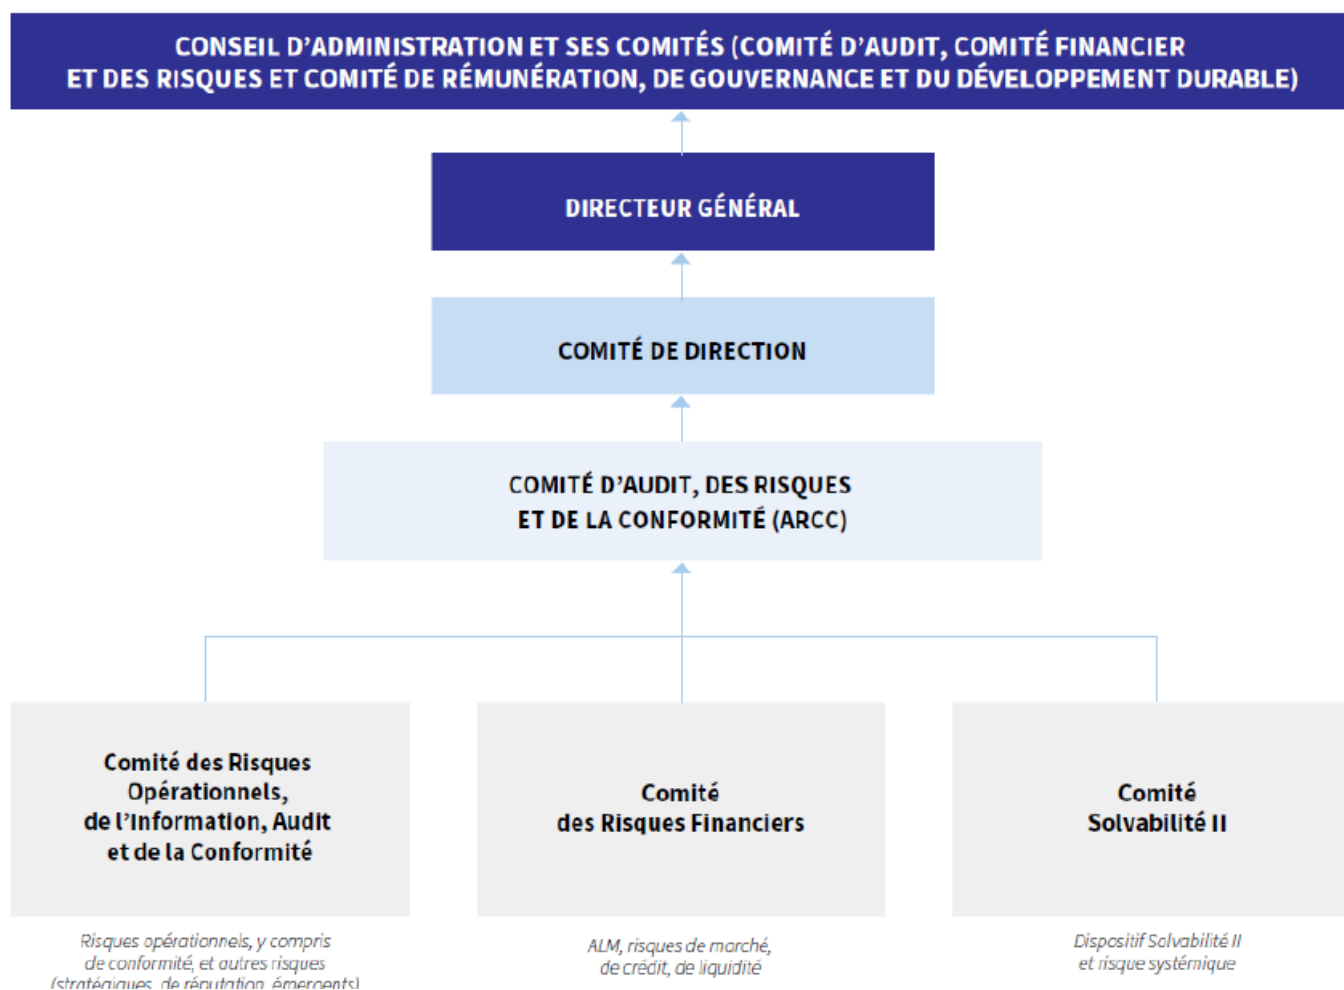 CONSEIL D’ADMINISTRATION ET SES COMITÉS (COMITÉ D’AUDIT, COMITÉ FINANCIER
ET DES RISQUES ET COMITÉ DE RÉMUNÉRATION, DE GOUVERNANCE ET DU DÉVELOPPEMENT DURABLE)
DIRECTEUR GÉNÉRAL
COMITÉ DE DIRECTION
COMITÉ D’AUDIT, DES RISQUES
ET DE LA CONFORMITÉ (ARCC)
Comité des Risques
Opérationnels,
de l’Information, Audit
et de la Conformité
Risques opérationnels, y compris
de conformité, et autres risques
(stratégiques, de réputation, émergents)
Comité
des Risques Financiers
ALM, risques de marché,
de crédit, de liquidité
Comité
Solvabilité II
Dispositif Solvabilité II
et risque systémique